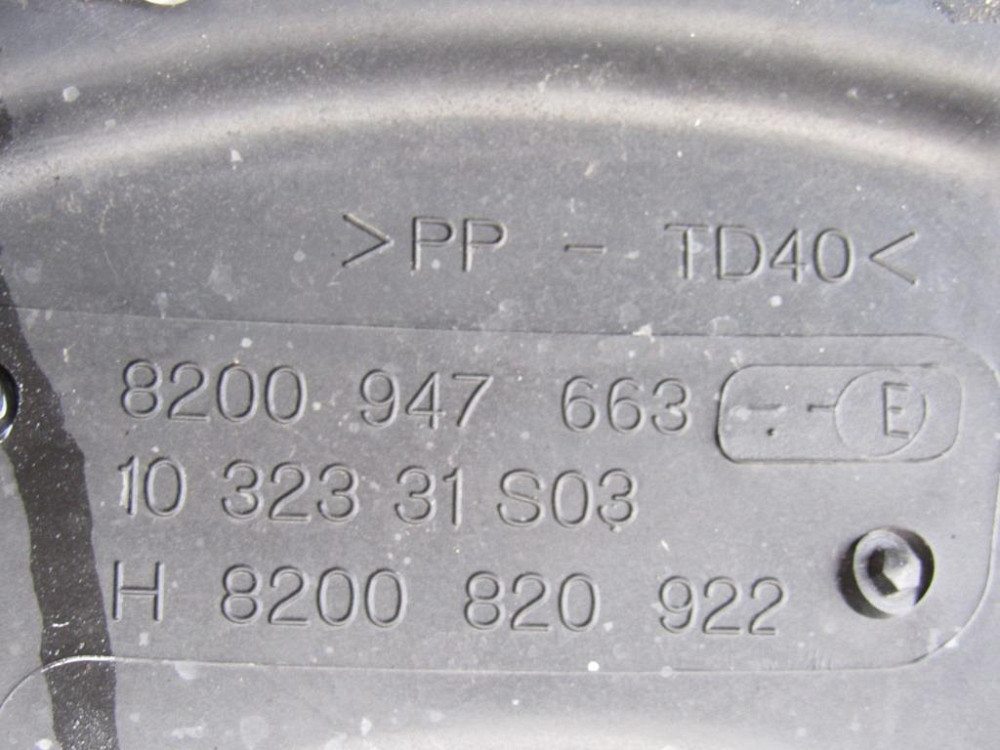 >PP - TD40<
8200 947 663 --E
10 323 31 S03
H 8200 820 922